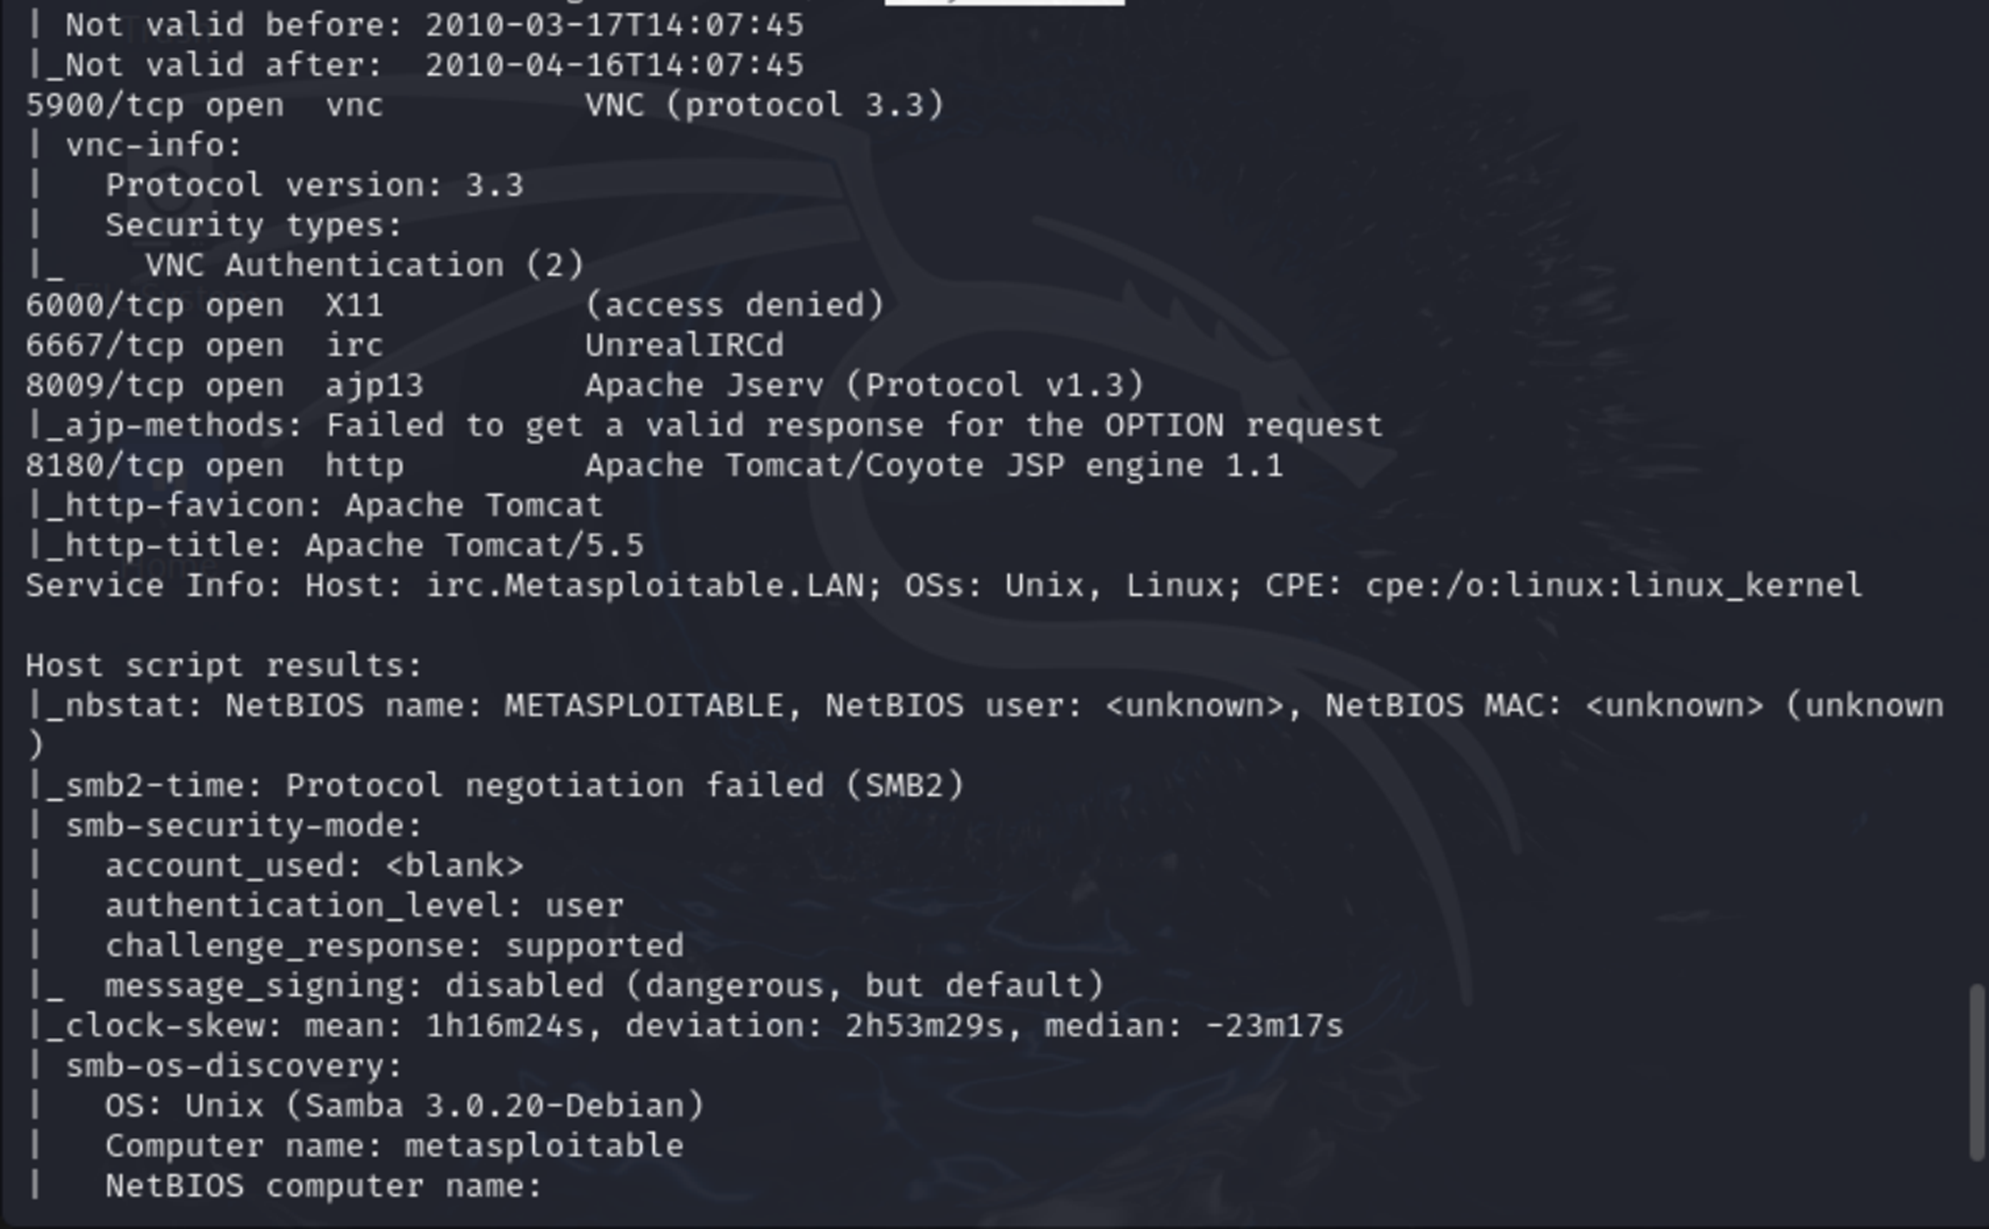 | Not valid before: 2010-03-17T14:07:45
|_Not valid after:  2010-04-16T14:07:45
5900/tcp open  vnc          VNC (protocol 3.3)
| vnc-info:
|   Protocol version: 3.3
|   Security types:
|_    VNC Authentication (2)
6000/tcp open  X11          (access denied)
6667/tcp open  irc          UnrealIRCd
8009/tcp open  ajp13        Apache Jserv (Protocol v1.3)
|_ajp-methods: Failed to get a valid response for the OPTION request
8180/tcp open  http         Apache Tomcat/Coyote JSP engine 1.1
|_http-favicon: Apache Tomcat
|_http-title: Apache Tomcat/5.5
Service Info: Host: irc.Metasploitable.LAN; OSs: Unix, Linux; CPE: cpe:/o:linux:linux_kernel

Host script results:
|_nbstat: NetBIOS name: METASPLOITABLE, NetBIOS user: <unknown>, NetBIOS MAC: <unknown> (unknown
)
|_smb2-time: Protocol negotiation failed (SMB2)
| smb-security-mode:
|   account_used: <blank>
|   authentication_level: user
|   challenge_response: supported
|_  message_signing: disabled (dangerous, but default)
|_clock-skew: mean: 1h16m24s, deviation: 2h53m29s, median: -23m17s
| smb-os-discovery:
|   OS: Unix (Samba 3.0.20-Debian)
|   Computer name: metasploitable
|   NetBIOS computer name: